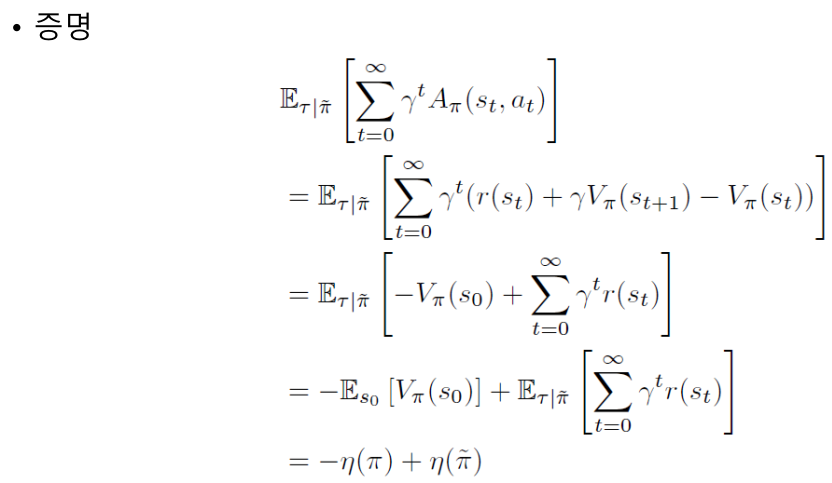 • 증명
𝔼_{τ|π̃} [∑_{t=0}^{∞} γ^t A_π(s_t, a_t)]
= 𝔼_{τ|π̃} [∑_{t=0}^{∞} γ^t (r(s_t) + γV_π(s_{t+1}) − V_π(s_t))]
= 𝔼_{τ|π̃} [−V_π(s_0) + ∑_{t=0}^{∞} γ^t r(s_t)]
= −𝔼_{s_0} [V_π(s_0)] + 𝔼_{τ|π̃} [∑_{t=0}^{∞} γ^t r(s_t)]
= −η(π) + η(π̃)